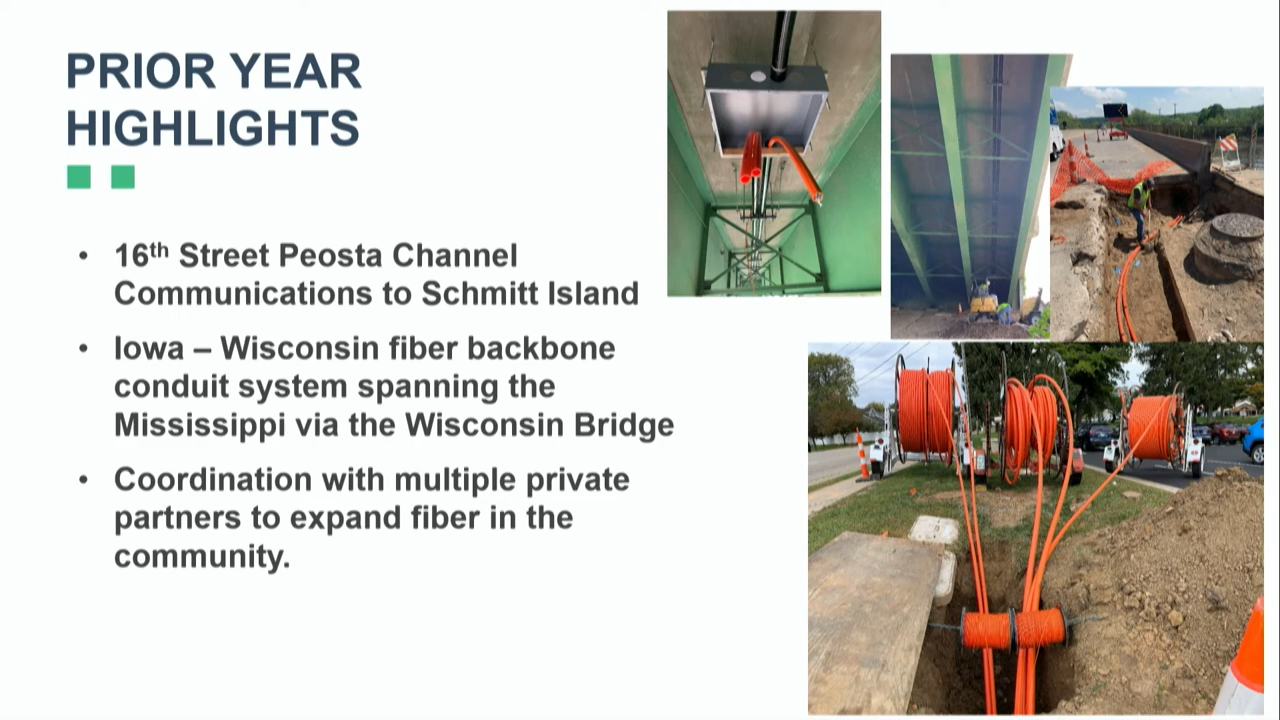 PRIOR YEAR
HIGHLIGHTS
• 16th Street Peosta Channel
Communications to Schmitt Island
• Iowa – Wisconsin fiber backbone
conduit system spanning the
Mississippi via the Wisconsin Bridge
• Coordination with multiple private
partners to expand fiber in the
community.